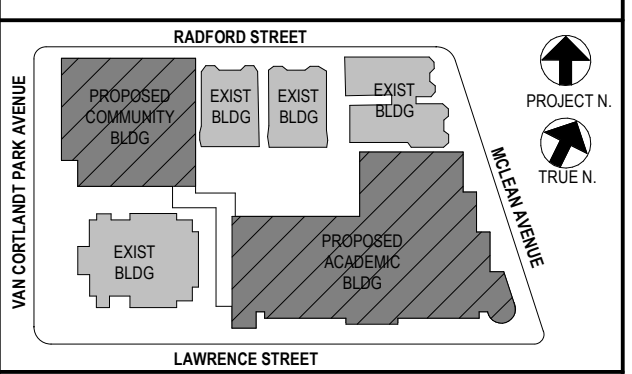 RADFORD STREET
VAN CORTLANDT PARK AVENUE
PROPOSED
COMMUNITY
BLDG
EXIST
BLDG
EXIST
BLDG
EXIST
BLDG
PROJECT N.
TRUE N.
MCLEAN AVENUE
EXIST
BLDG
PROPOSED
ACADEMIC
BLDG
LAWRENCE STREET